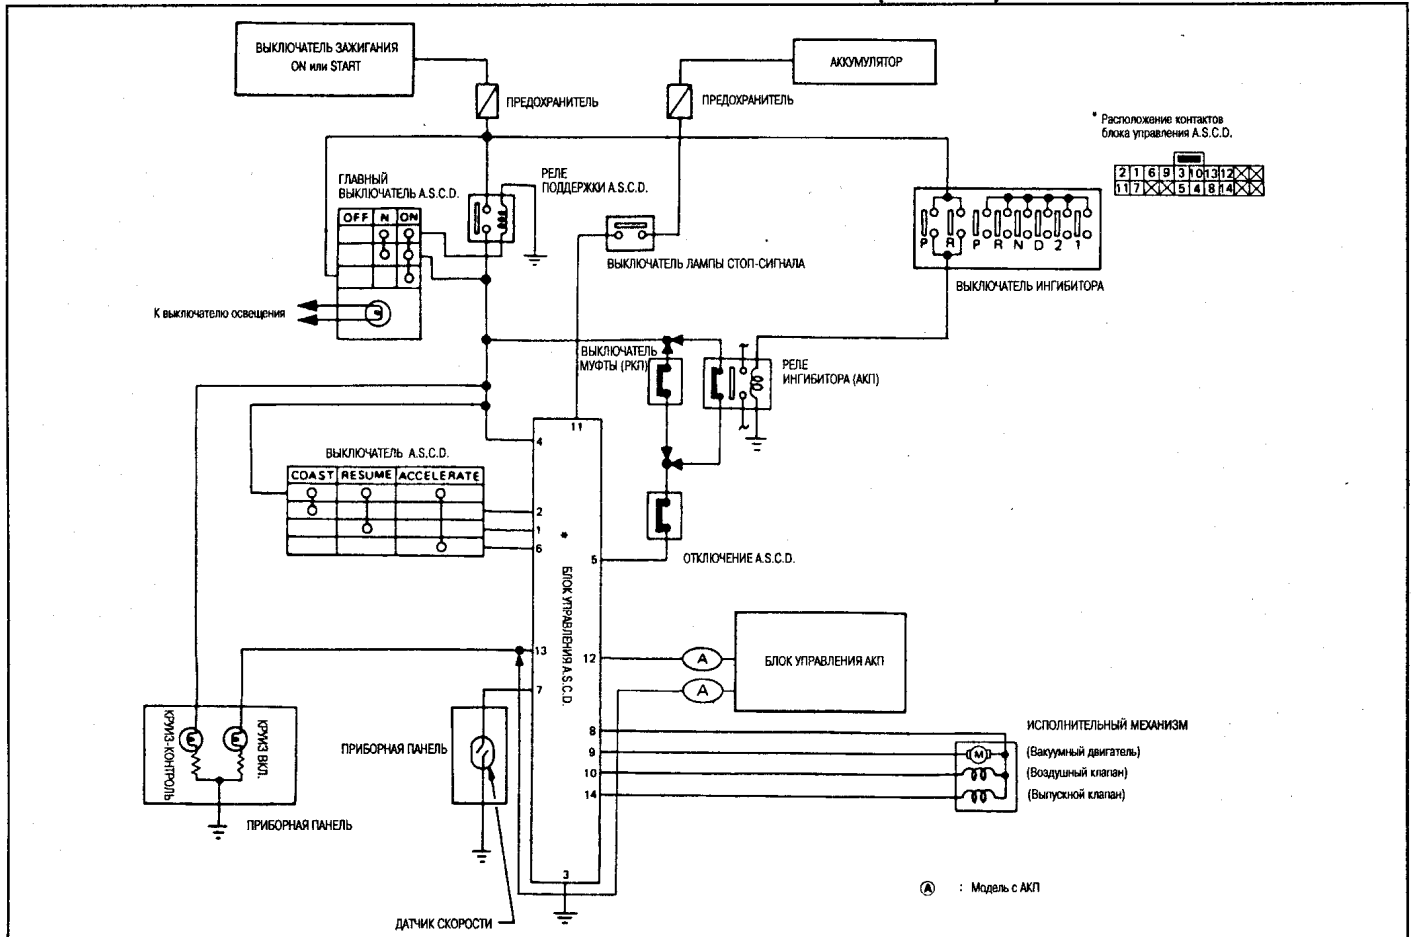 ВЫКЛЮЧАТЕЛЬ ЗАЖИГАНИЯ
ON или START
АККУМУЛЯТОР
ПРЕДОХРАНИТЕЛЬ
ПРЕДОХРАНИТЕЛЬ
* Расположение контактов
блока управления A.S.C.D.
2 1 6 9 3 10 13 12
11 7 5 4 8 14
ГЛАВНЫЙ
ВЫКЛЮЧАТЕЛЬ A.S.C.D.
OFF N ON
РЕЛЕ
ПОДДЕРЖКИ A.S.C.D.
ВЫКЛЮЧАТЕЛЬ ЛАМПЫ СТОП-СИГНАЛА
P R P R N D 2 1
ВЫКЛЮЧАТЕЛЬ ИНГИБИТОРА
К выключателю освещения
ВЫКЛЮЧАТЕЛЬ
МУФТЫ (РКП)
РЕЛЕ
ИНГИБИТОРА (АКП)
ВЫКЛЮЧАТЕЛЬ A.S.C.D.
COAST RESUME ACCELERATE
11
4
2
1
6
5
*
БЛОК УПРАВЛЕНИЯ A.S.C.D.
ОТКЛЮЧЕНИЕ A.S.C.D.
13
7
12
8
9
10
14
3
A
A
БЛОК УПРАВЛЕНИЯ АКП
КРУИЗ-КОНТРОЛЬ
КРУИЗ ВКЛ.
ПРИБОРНАЯ ПАНЕЛЬ
ПРИБОРНАЯ ПАНЕЛЬ
ДАТЧИК СКОРОСТИ
ИСПОЛНИТЕЛЬНЫЙ МЕХАНИЗМ
M
(Вакуумный двигатель)
(Воздушный клапан)
(Выпускной клапан)
A : Модель с АКП